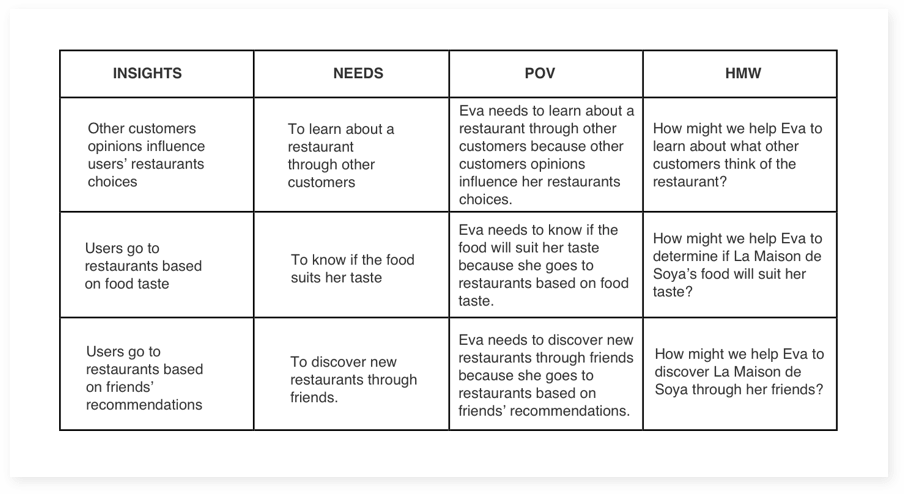 INSIGHTS
NEEDS
POV
HMW
Other customers
opinions influence
users’ restaurants
choices
To learn about a
restaurant
through other
customers
Eva needs to learn about a
restaurant through other
customers because other
customers opinions
influence her restaurants
choices.
How might we help Eva to
learn about what other
customers think of the
restaurant?
Users go to
restaurants based
on food taste
To know if the food
suits her taste
Eva needs to know if the
food will suit her taste
because she goes to
restaurants based on food
taste.
How might we help Eva to
determine if La Maison de
Soya’s food will suit her
taste?
Users go to
restaurants based
on friends’
recommendations
To discover new
restaurants through
friends.
Eva needs to discover new
restaurants through friends
because she goes to
restaurants based on
friends’ recommendations.
How might we help Eva to
discover La Maison de
Soya through her friends?